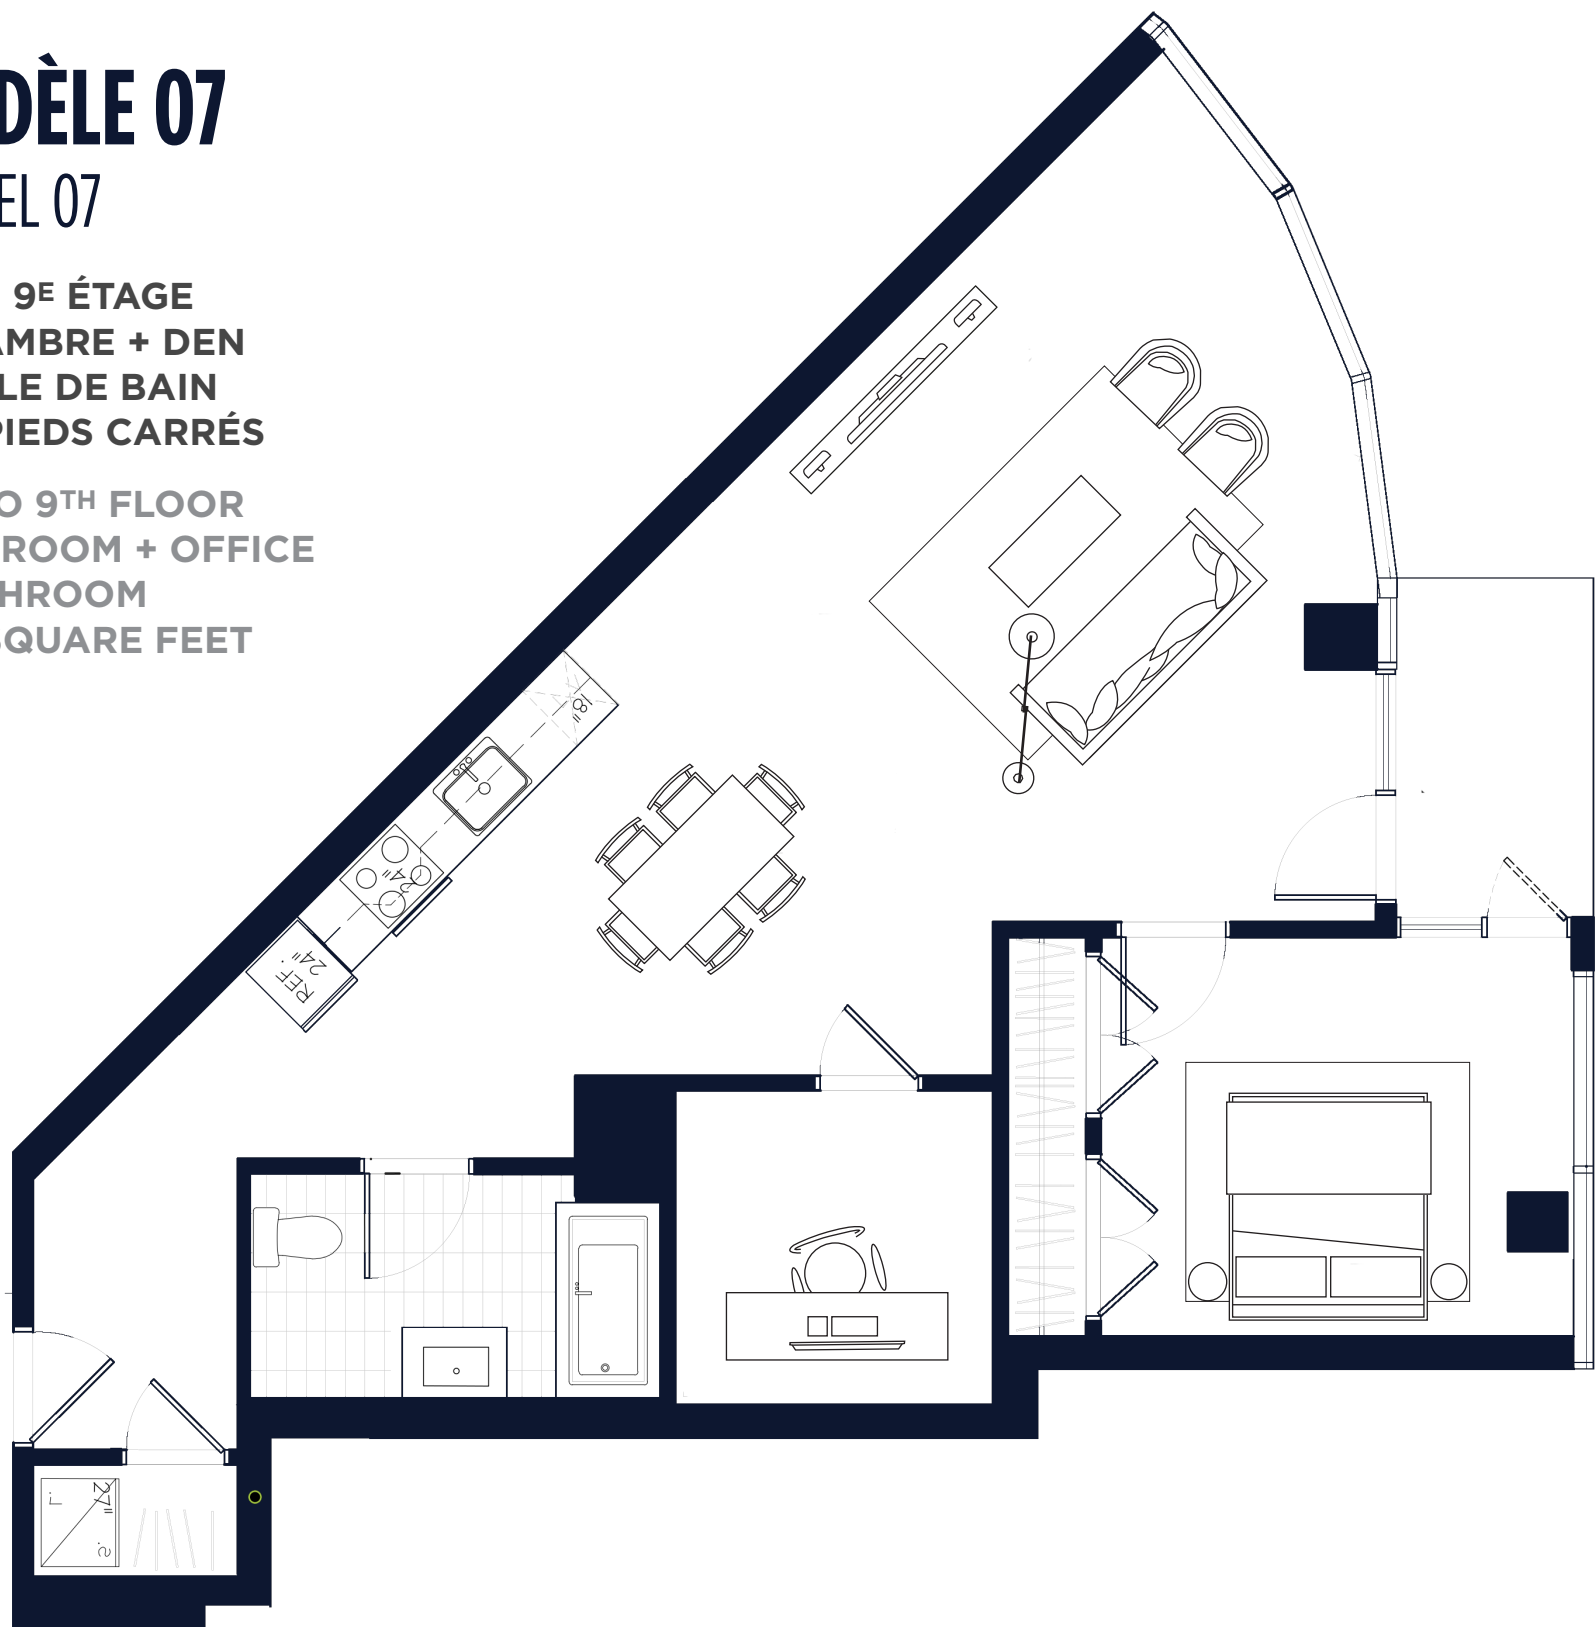 DÈLE 07
EL 07
9E ÉTAGE
AMBRE + DEN
LE DE BAIN
PIEDS CARRÉS
O 9TH FLOOR
ROOM + OFFICE
HROOM
SQUARE FEET
18"
24"
REF.
24"
27"
L.
S.